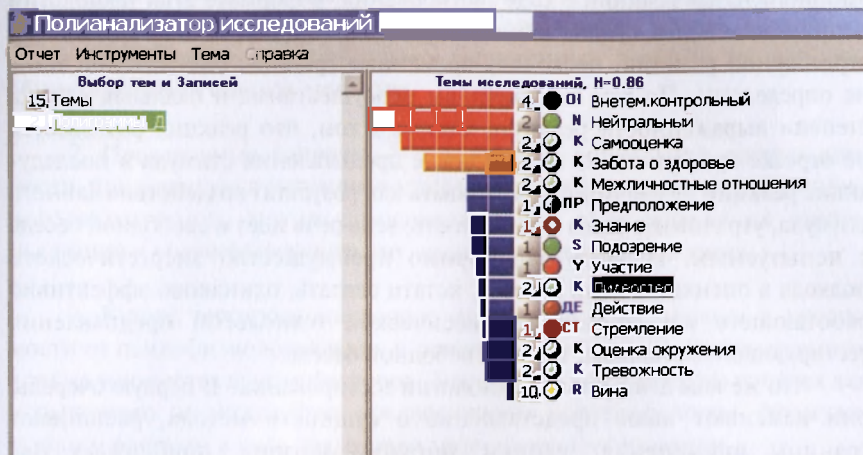 Полианализатор исследований
Отчет Инструменты Тема Справка
Выбор тем и Записей
15 Темы
Темы исследований, H=0.86
4 OI Внетем.контрольный
2 N Нейтральный
2 K Самооценка
2 K Забота о здоровье
2 K Межличностные отношения
1 ПР Предположение
1 K Знание
1 S Подозрение
1 У Участие
2 K
1 ДЕ Действие
1 СТ Стремление
2 K Оценка окружения
2 K Тревожность
10 R Вина